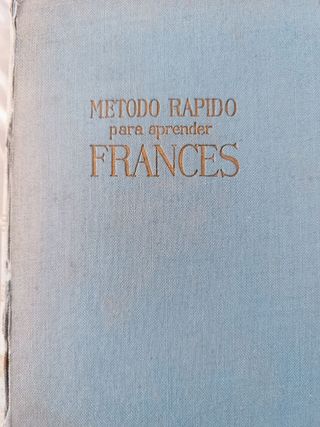 METODO RAPIDO
para aprender
FRANCES